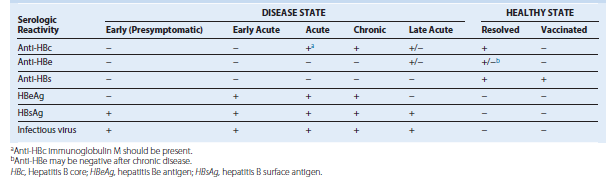 DISEASE STATE HEALTHY STATE
Serologic Reactivity Early (Presymptomatic) Early Acute Acute Chronic Late Acute Resolved Vaccinated
Anti-HBc – – +a + +/– + –
Anti-HBe – – – – +/– +/–b –
Anti-HBs – – – – – + +
HBeAg – + + + – – –
HBsAg + + + + + – –
Infectious virus + + + + + – –
aAnti-HBc immunoglobulin M should be present.
bAnti-HBe may be negative after chronic disease.
HBc, Hepatitis B core; HBeAg, hepatitis Be antigen; HBsAg, hepatitis B surface antigen.